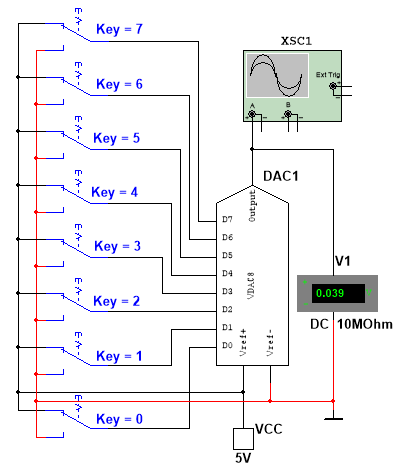 Key = 7
XSC1
Key = 6
Ext Trig
+
-
A
B
+
-
+
-
Key = 5
DAC1
Key = 4
Output
D7
D6
Key = 3
D5
V1
D4
VDAC8
D3
+
0.039
-
Key = 2
D2
DC 10MOhm
D1
Key = 1
D0
Vref+
Vref-
Key = 0
VCC
5V